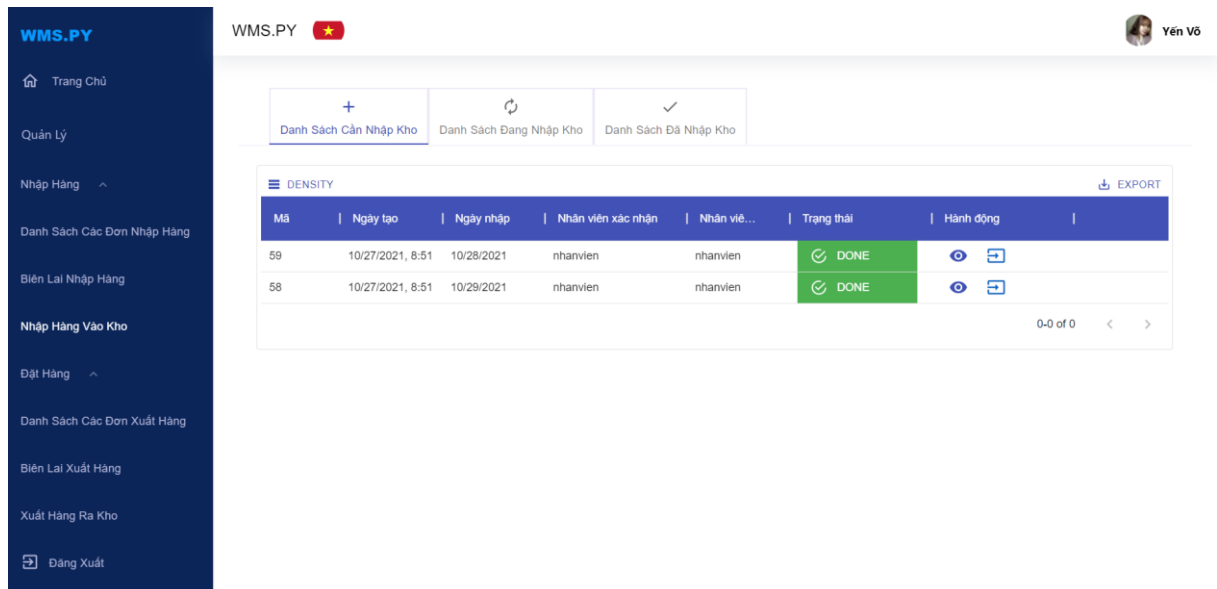 WMS.PY
WMS.PY
Yến Võ
Trang Chủ
Quản Lý
Nhập Hàng
Danh Sách Các Đơn Nhập Hàng
Biên Lai Nhập Hàng
Nhập Hàng Vào Kho
Đặt Hàng
Danh Sách Các Đơn Xuất Hàng
Biên Lai Xuất Hàng
Xuất Hàng Ra Kho
Đăng Xuất
Danh Sách Cần Nhập Kho
Danh Sách Đang Nhập Kho
Danh Sách Đã Nhập Kho
DENSITY
EXPORT
Mã | Ngày tạo | Ngày nhập | Nhân viên xác nhận | Nhân viê... | Trạng thái | Hành động |
59 10/27/2021, 8:51 10/28/2021 nhanvien nhanvien DONE
58 10/27/2021, 8:51 10/29/2021 nhanvien nhanvien DONE
0-0 of 0